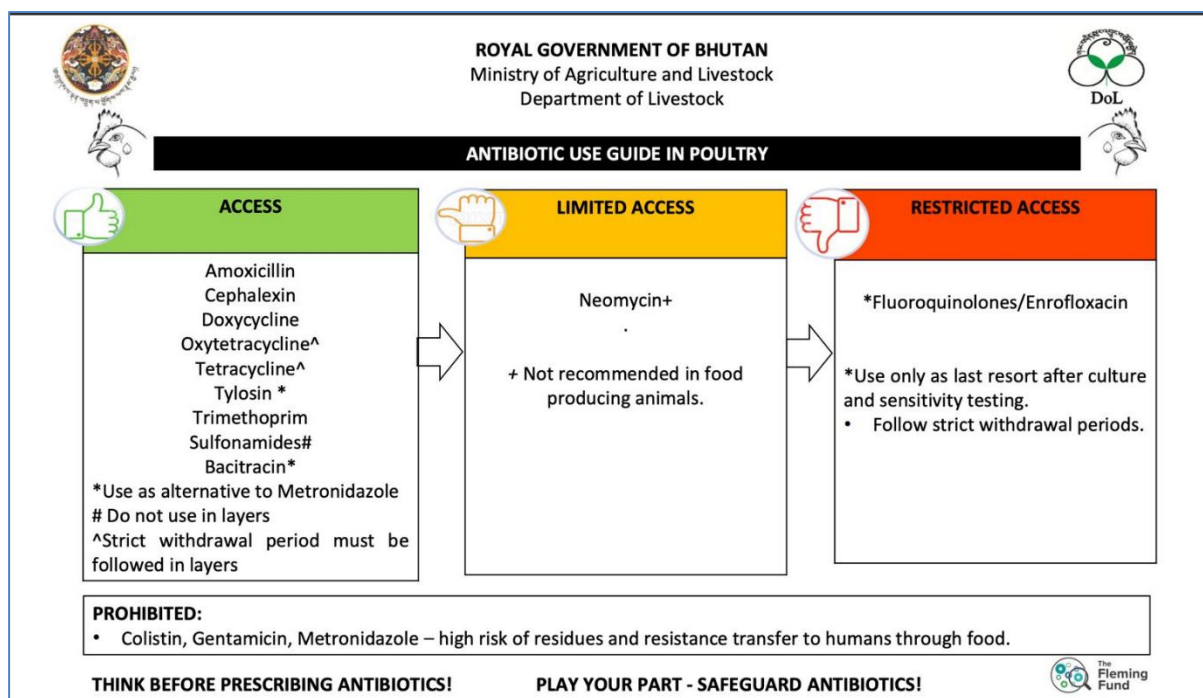 ROYAL GOVERNMENT OF BHUTAN
Ministry of Agriculture and Livestock
Department of Livestock
DoL
ANTIBIOTIC USE GUIDE IN POULTRY
ACCESS
Amoxicillin
Cephalexin
Doxycycline
Oxytetracycline^
Tetracycline^
Tylosin *
Trimethoprim
Sulfonamides#
Bacitracin*
*Use as alternative to Metronidazole
# Do not use in layers
^Strict withdrawal period must be
followed in layers
LIMITED ACCESS
Neomycin+
.
+ Not recommended in food
producing animals.
RESTRICTED ACCESS
*Fluoroquinolones/Enrofloxacin
*Use only as last resort after culture
and sensitivity testing.
• Follow strict withdrawal periods.
PROHIBITED:
• Colistin, Gentamicin, Metronidazole – high risk of residues and resistance transfer to humans through food.
THINK BEFORE PRESCRIBING ANTIBIOTICS! PLAY YOUR PART - SAFEGUARD ANTIBIOTICS!
The
Fleming
Fund